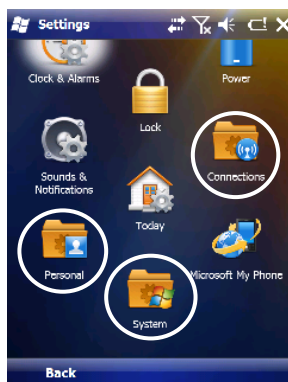 Settings
Clock & Alarms
Power
Lock
Sounds &
Notifications
Connections
Today
Personal
Microsoft My Phone
System
Back